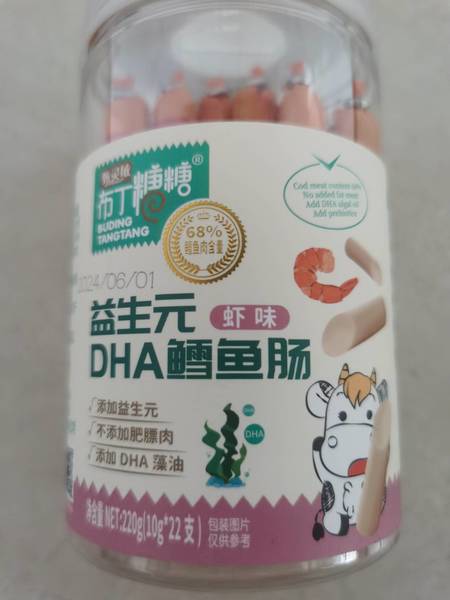 布丁糖糖®
BUDING
TANGTANG
Cod meat content 68%
No added fat meat
Add DHA algal oil
Add prebiotics
68%
鳕鱼肉含量
2024/06/01
益生元
虾味
DHA鳕鱼肠
✓添加益生元
✓不添加肥膘肉
✓添加 DHA 藻油
DHA
DHA
净含量 NET:220g(10g*22支)
包装图片
仅供参考